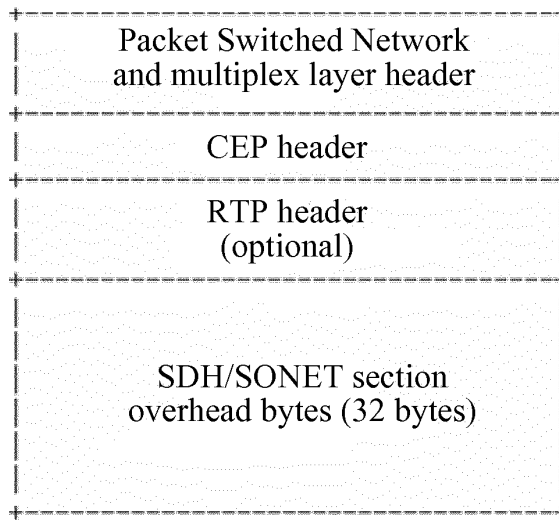 Packet Switched Network
and multiplex layer header
CEP header
RTP header
(optional)
SDH/SONET section
overhead bytes (32 bytes)